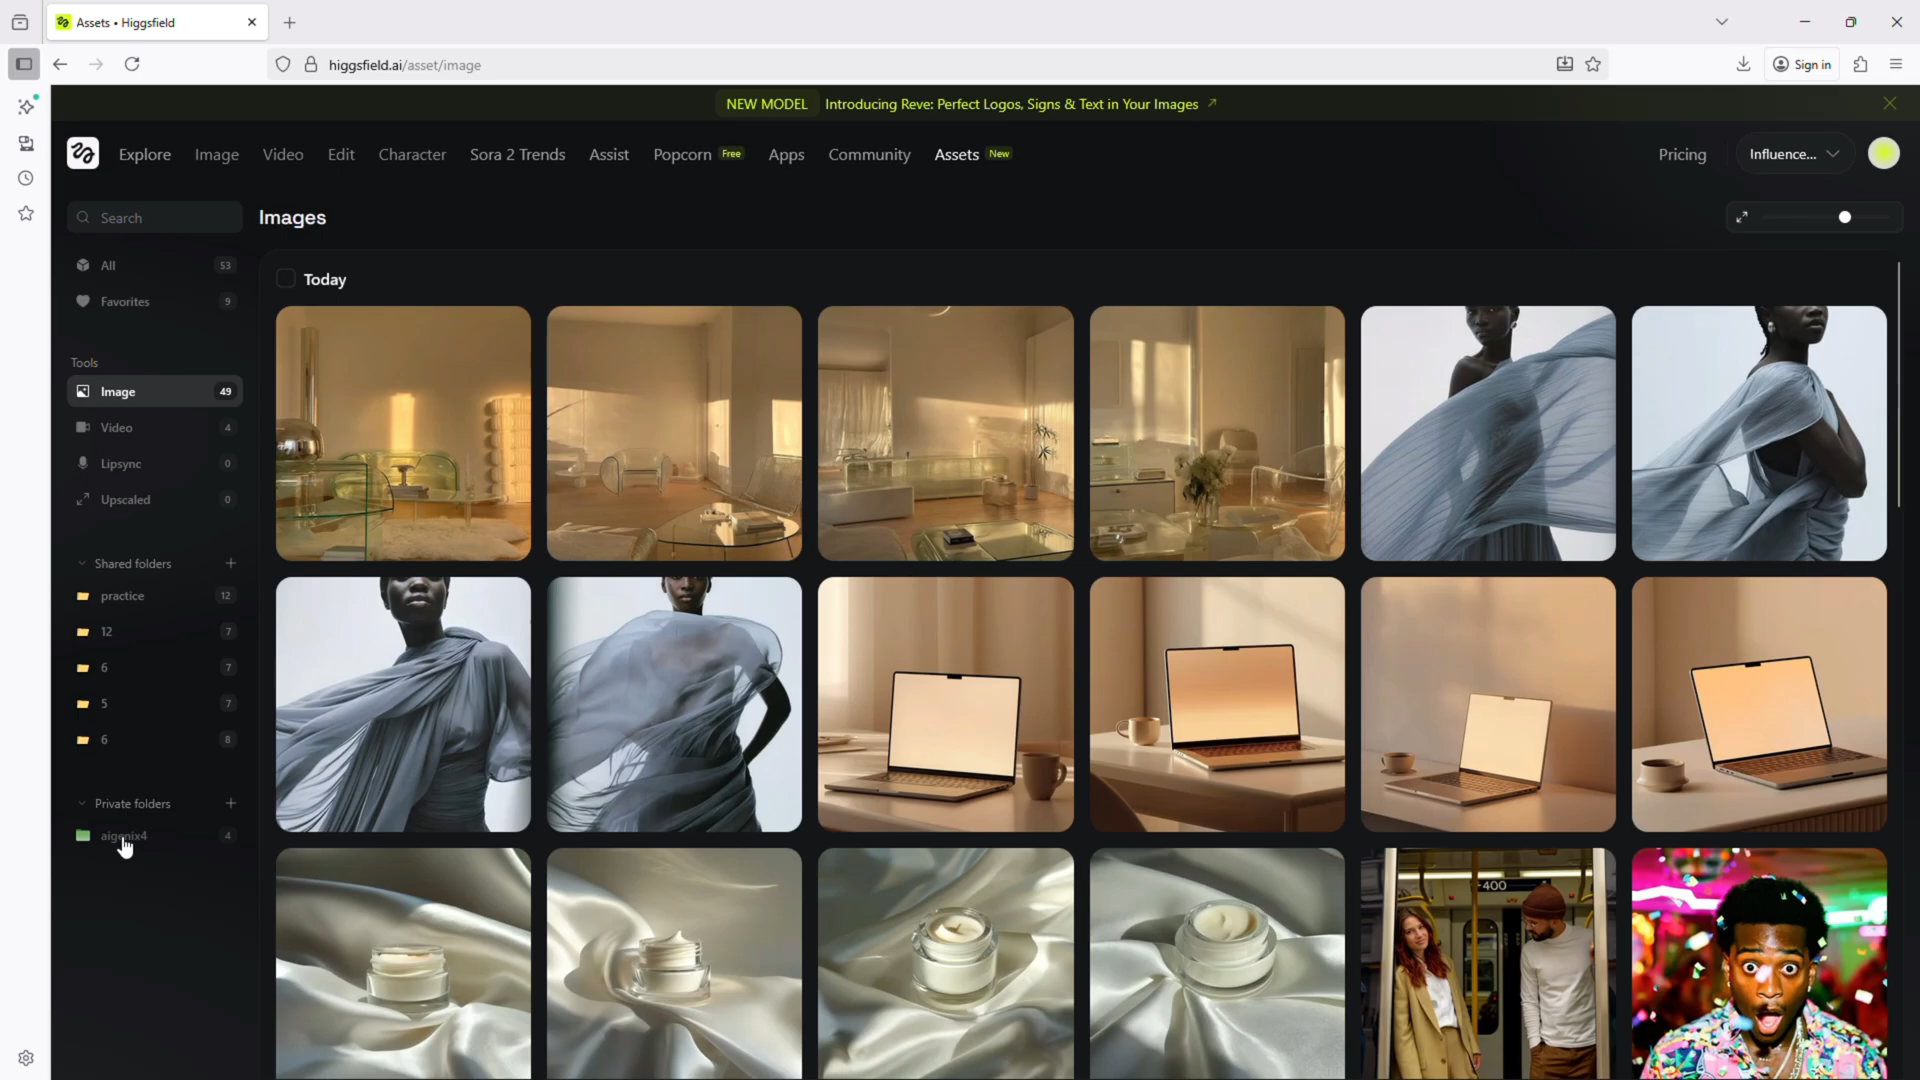 Assets • Higgsfield
higgsfield.ai/asset/image
Sign in
NEW MODEL Introducing Reve: Perfect Logos, Signs & Text in Your Images
Explore Image Video Edit Character Sora 2 Trends Assist Popcorn Free Apps Community Assets New
Pricing Influence...
Search
Images
All 53
Favorites 9
Today
Tools
Image 49
Video 4
Lipsync 0
Upscaled 0
Shared folders
practice 12
12 7
6 7
5 7
6 8
Private folders
aigenix4 4
400